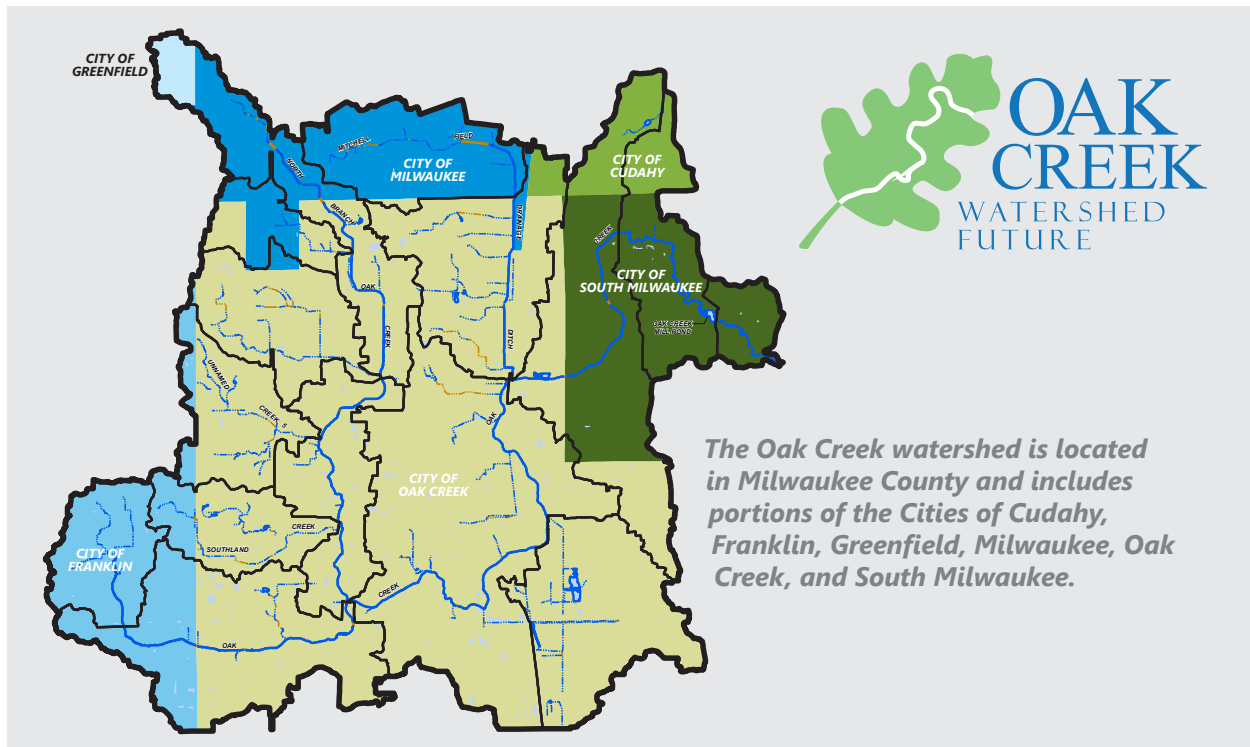 CITY OF
GREENFIELD
OAK
CREEK
WATERSHED
FUTURE
MITCHELL
FIELD
CITY OF
MILWAUKEE
CITY OF
CUDAHY
NORTH
BRANCH
DRAINAGE
CREEK
CITY OF
SOUTH MILWAUKEE
OAK
OAK CREEK
MILL POND
CREEK
DITCH
UNNAMED
CREEK 5
OAK
CITY OF
OAK CREEK
The Oak Creek watershed is located
in Milwaukee County and includes
portions of the Cities of Cudahy,
Franklin, Greenfield, Milwaukee, Oak
Creek, and South Milwaukee.
CREEK
SOUTHLAND
CITY OF
FRANKLIN
CREEK
OAK